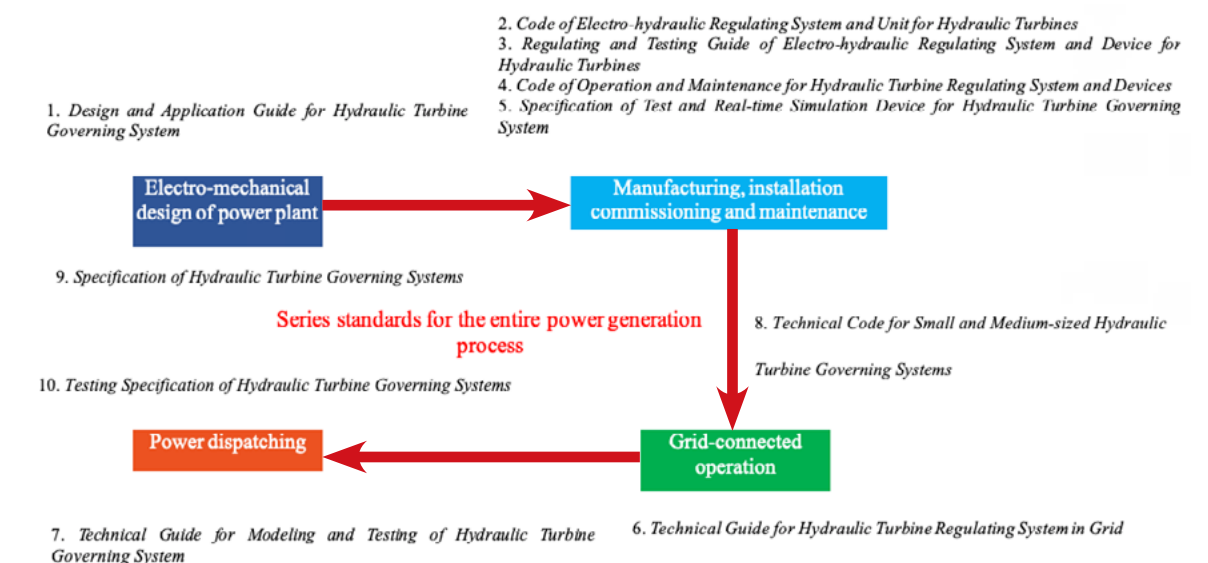 2. Code of Electro-hydraulic Regulating System and Unit for Hydraulic Turbines
3. Regulating and Testing Guide of Electro-hydraulic Regulating System and Device for
Hydraulic Turbines
4. Code of Operation and Maintenance for Hydraulic Turbine Regulating System and Devices
5. Specification of Test and Real-time Simulation Device for Hydraulic Turbine Governing
System
1. Design and Application Guide for Hydraulic Turbine
Governing System
Electro-mechanical
design of power plant
Manufacturing, installation
commissioning and maintenance
9. Specification of Hydraulic Turbine Governing Systems
Series standards for the entire power generation
process
8. Technical Code for Small and Medium-sized Hydraulic
Turbine Governing Systems
10. Testing Specification of Hydraulic Turbine Governing Systems
Power dispatching
Grid-connected
operation
7. Technical Guide for Modeling and Testing of Hydraulic Turbine
Governing System
6. Technical Guide for Hydraulic Turbine Regulating System in Grid